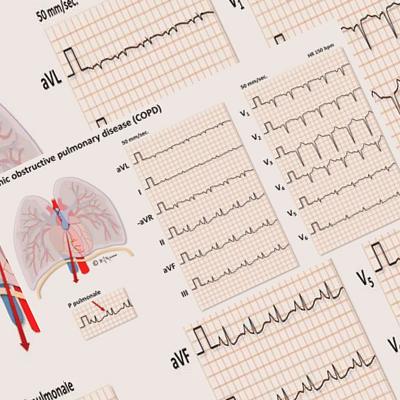 50 mm/sec.
aVL
V1
nic obstructive pulmonary disease (COPD)
50 mm/sec.
aVL
I
-aVR
II
aVF
III
50 mm/sec.
HR 150 bpm
V1
V2
V3
V4
V5
V6
P pulmonale
aVF
V5
pulmonale